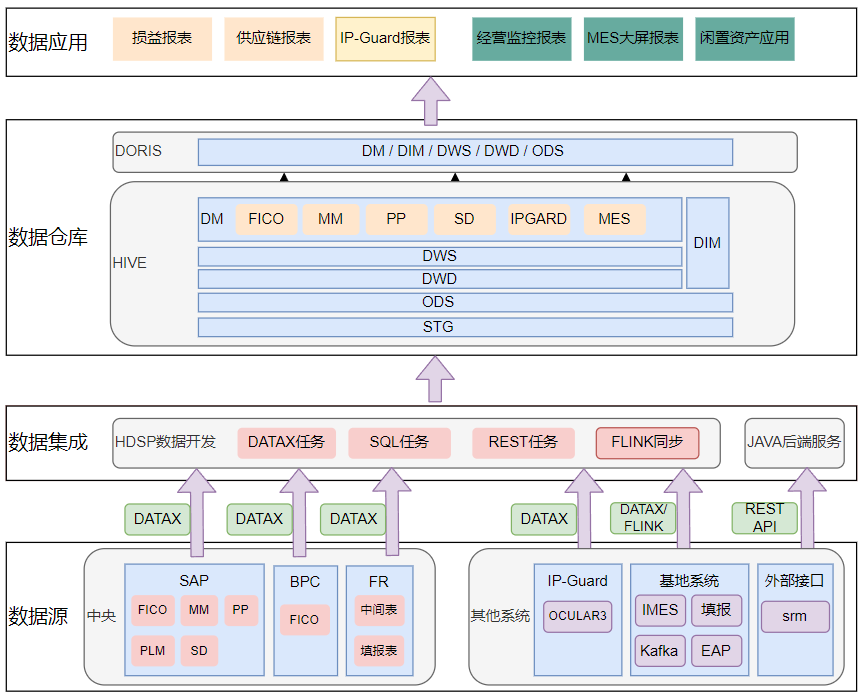 数据应用
损益报表
供应链报表
IP-Guard报表
经营监控报表
MES大屏报表
闲置资产应用
数据仓库
DORIS
DM / DIM / DWS / DWD / ODS
HIVE
DM
FICO
MM
PP
SD
IPGARD
MES
DIM
DWS
DWD
ODS
STG
数据集成
HDSP数据开发
DATAX任务
SQL任务
REST任务
FLINK同步
JAVA后端服务
DATAX
DATAX
DATAX
DATAX
DATAX/
FLINK
REST
API
数据源
中央
SAP
FICO
MM
PP
PLM
SD
BPC
FICO
FR
中间表
填报表
其他系统
IP-Guard
OCULAR3
基地系统
IMES
填报
Kafka
EAP
外部接口
srm